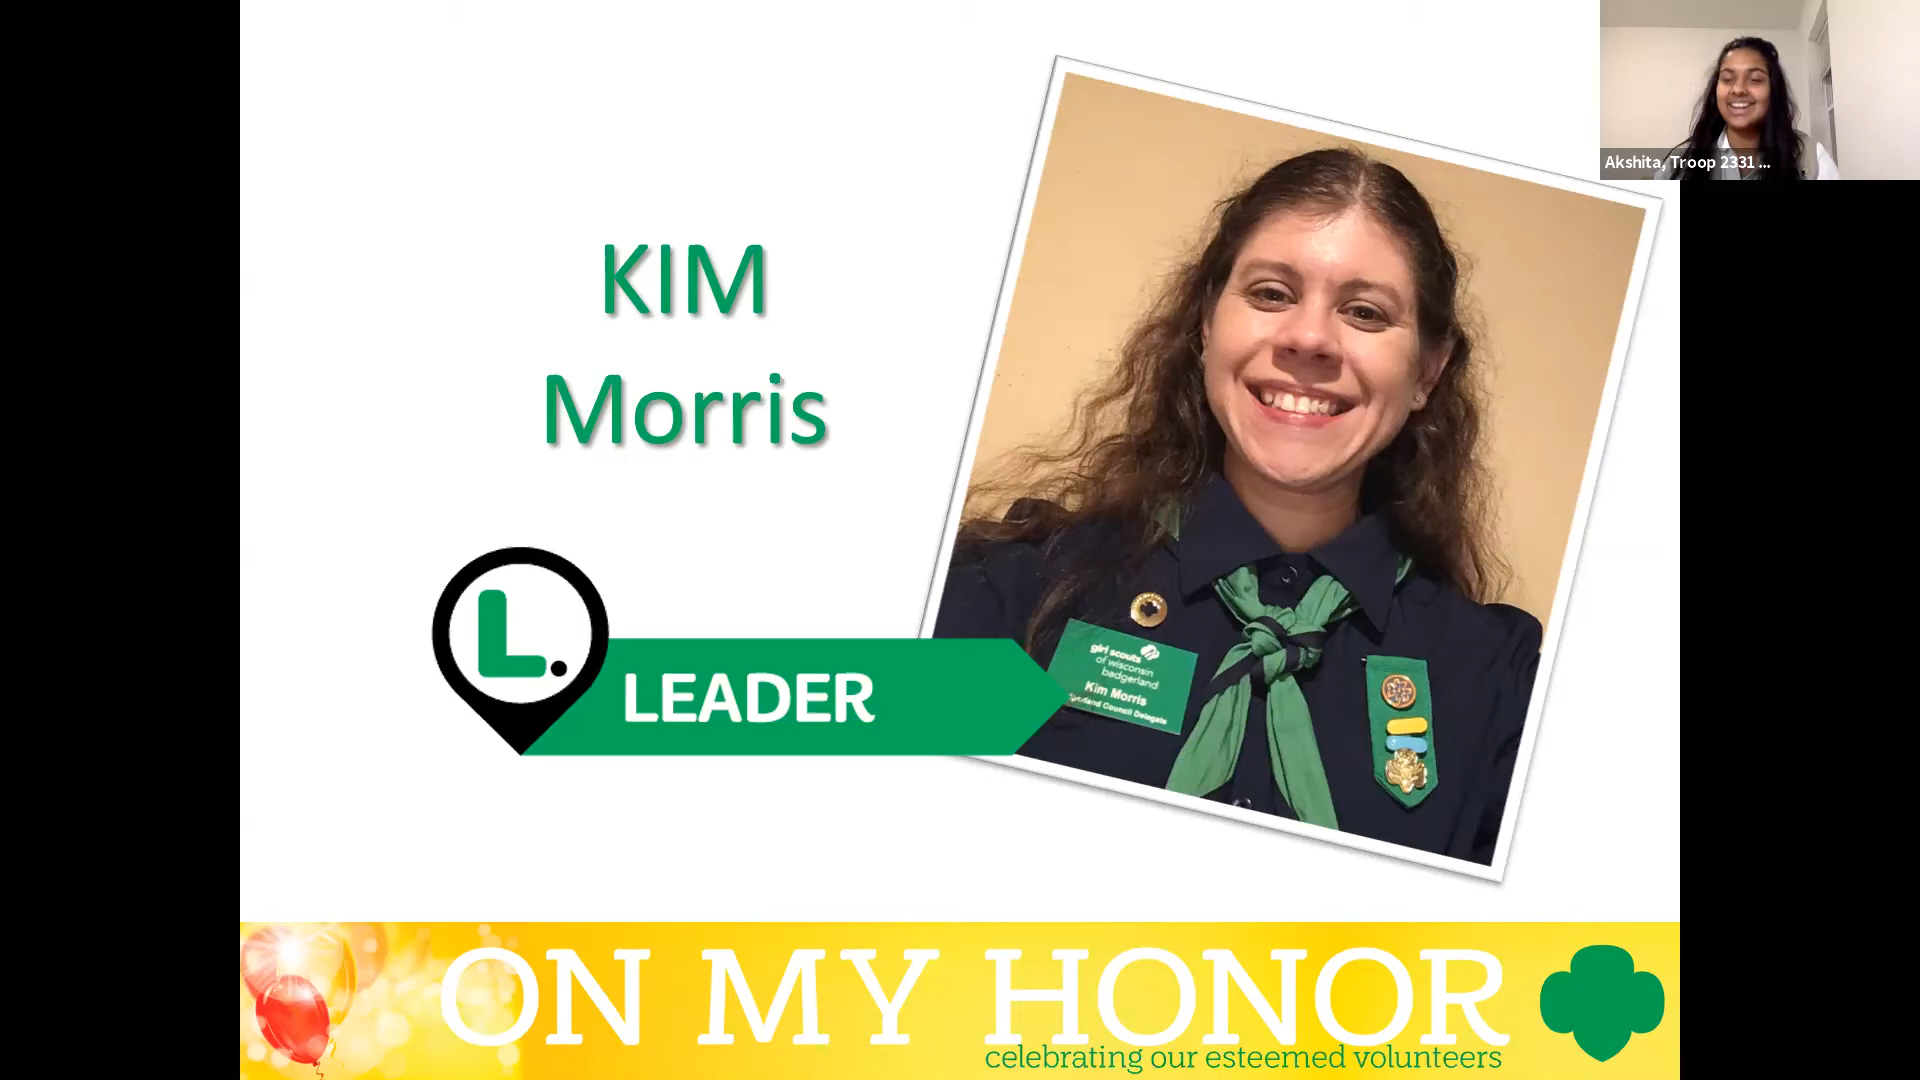 Akshita, Troop 2331 ...
KIM
Morris
L.
LEADER
girl scouts
of wisconsin
badgerland
Kim Morris
Council Delegate
ON MY HONOR
celebrating our esteemed volunteers